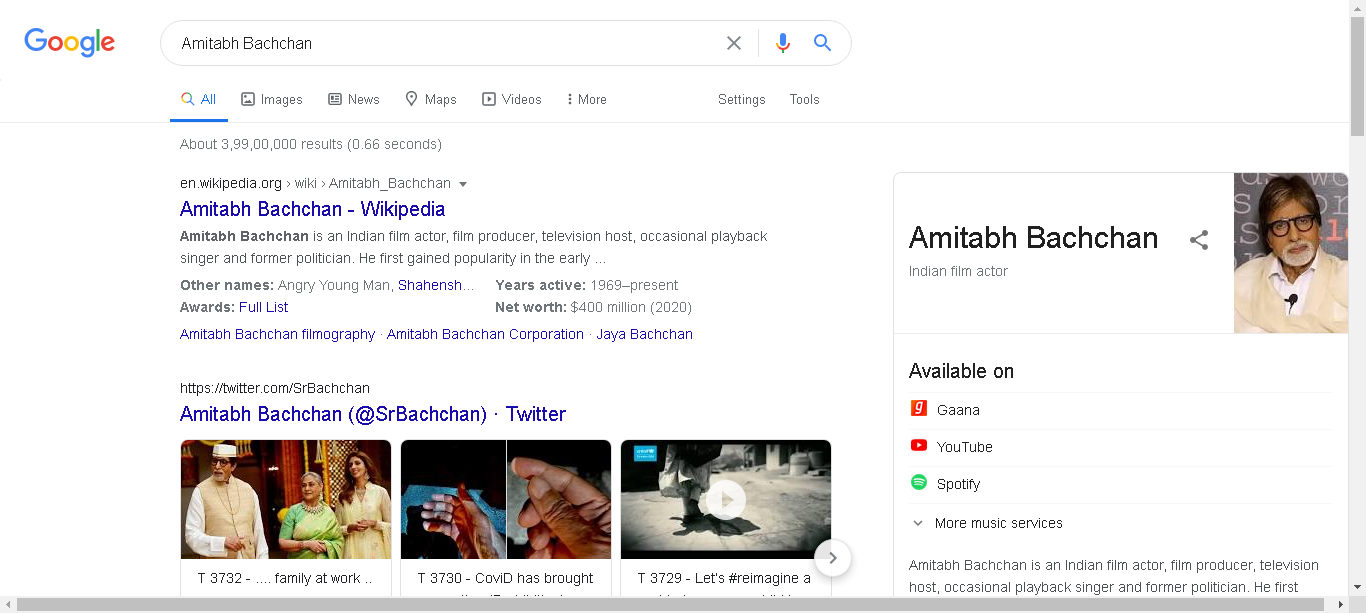 Google
Amitabh Bachchan
All
Images
News
Maps
Videos
More
Settings
Tools
About 3,99,00,000 results (0.66 seconds)
en.wikipedia.org › wiki › Amitabh_Bachchan
Amitabh Bachchan - Wikipedia
Amitabh Bachchan is an Indian film actor, film producer, television host, occasional playback
singer and former politician. He first gained popularity in the early ...
Other names: Angry Young Man, Shahensh...
Years active: 1969–present
Awards: Full List
Net worth: $400 million (2020)
Amitabh Bachchan filmography · Amitabh Bachchan Corporation · Jaya Bachchan
https://twitter.com/SrBachchan
Amitabh Bachchan (@SrBachchan) · Twitter
T 3732 - .... family at work ..
T 3730 - CoviD has brought
T 3729 - Let's #reimagine a
Amitabh Bachchan
Indian film actor
Available on
Gaana
YouTube
Spotify
More music services
Amitabh Bachchan is an Indian film actor, film producer, television
host, occasional playback singer and former politician. He first